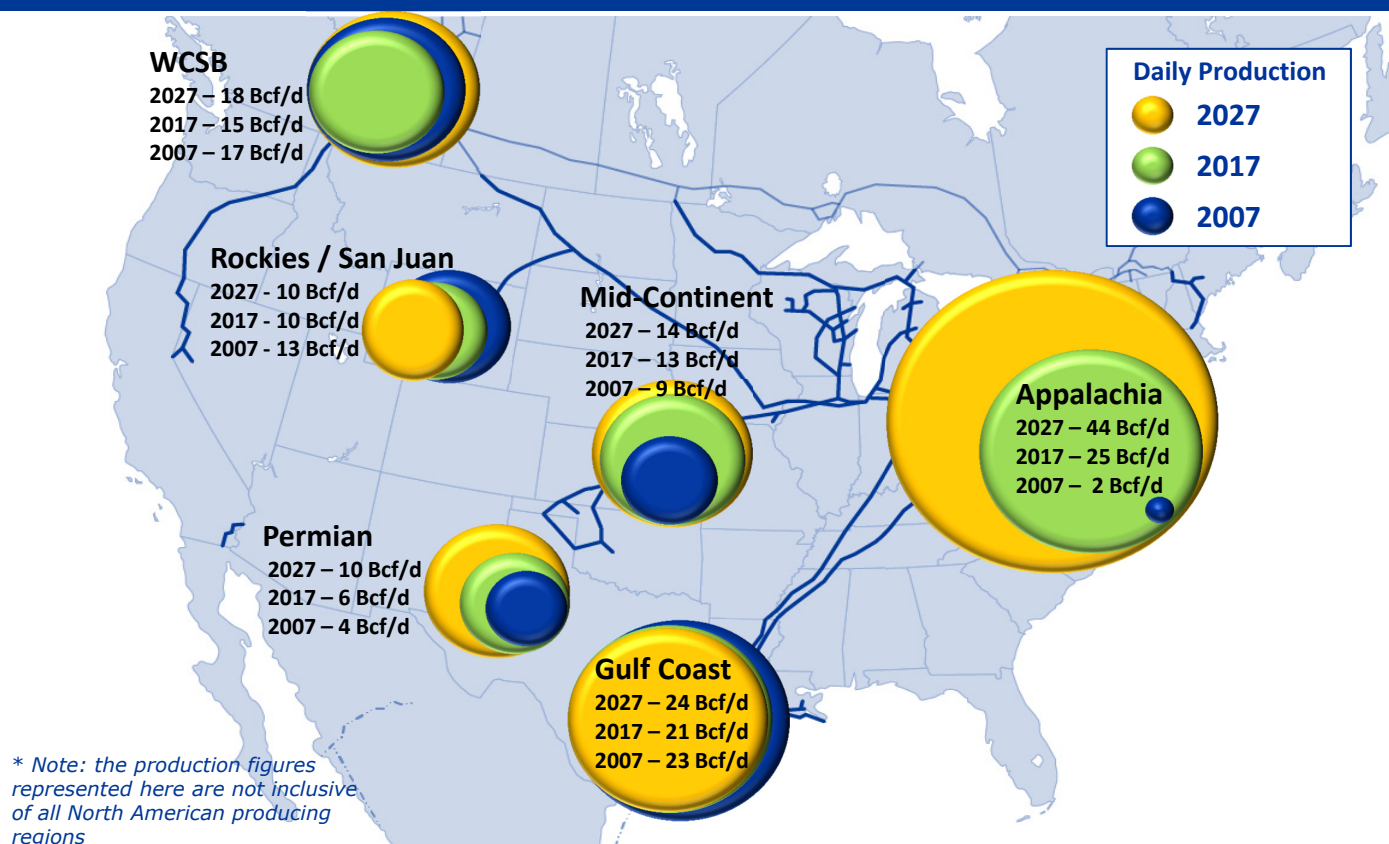 WCSB
2027 – 18 Bcf/d
2017 – 15 Bcf/d
2007 – 17 Bcf/d
Daily Production
2027
2017
2007
Rockies / San Juan
2027 - 10 Bcf/d
2017 - 10 Bcf/d
2007 - 13 Bcf/d
Mid-Continent
2027 – 14 Bcf/d
2017 – 13 Bcf/d
2007 – 9 Bcf/d
Appalachia
2027 – 44 Bcf/d
2017 – 25 Bcf/d
2007 – 2 Bcf/d
Permian
2027 – 10 Bcf/d
2017 – 6 Bcf/d
2007 – 4 Bcf/d
Gulf Coast
2027 – 24 Bcf/d
2017 – 21 Bcf/d
2007 – 23 Bcf/d
* Note: the production figures
represented here are not inclusive
of all North American producing
regions